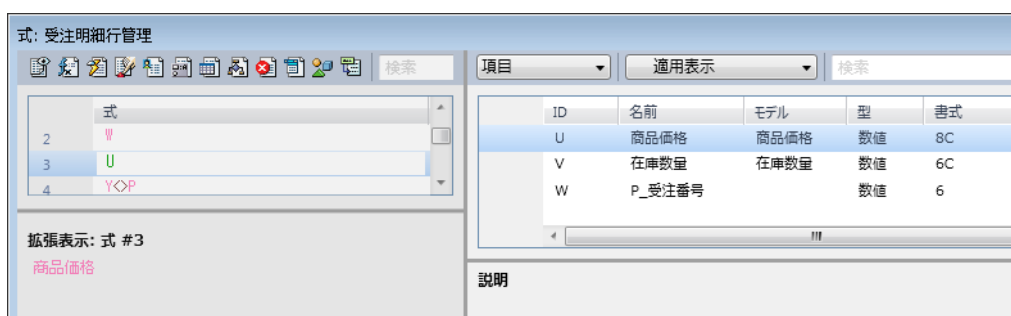 式: 受注明細行管理
検索
項目
適用表示
検索
式
2 W
3 U
4 Y<>P
拡張表示: 式 #3
商品価格
ID 名前 モデル 型 書式
U 商品価格 商品価格 数値 8C
V 在庫数量 在庫数量 数値 6C
W P_受注番号 数値 6
説明